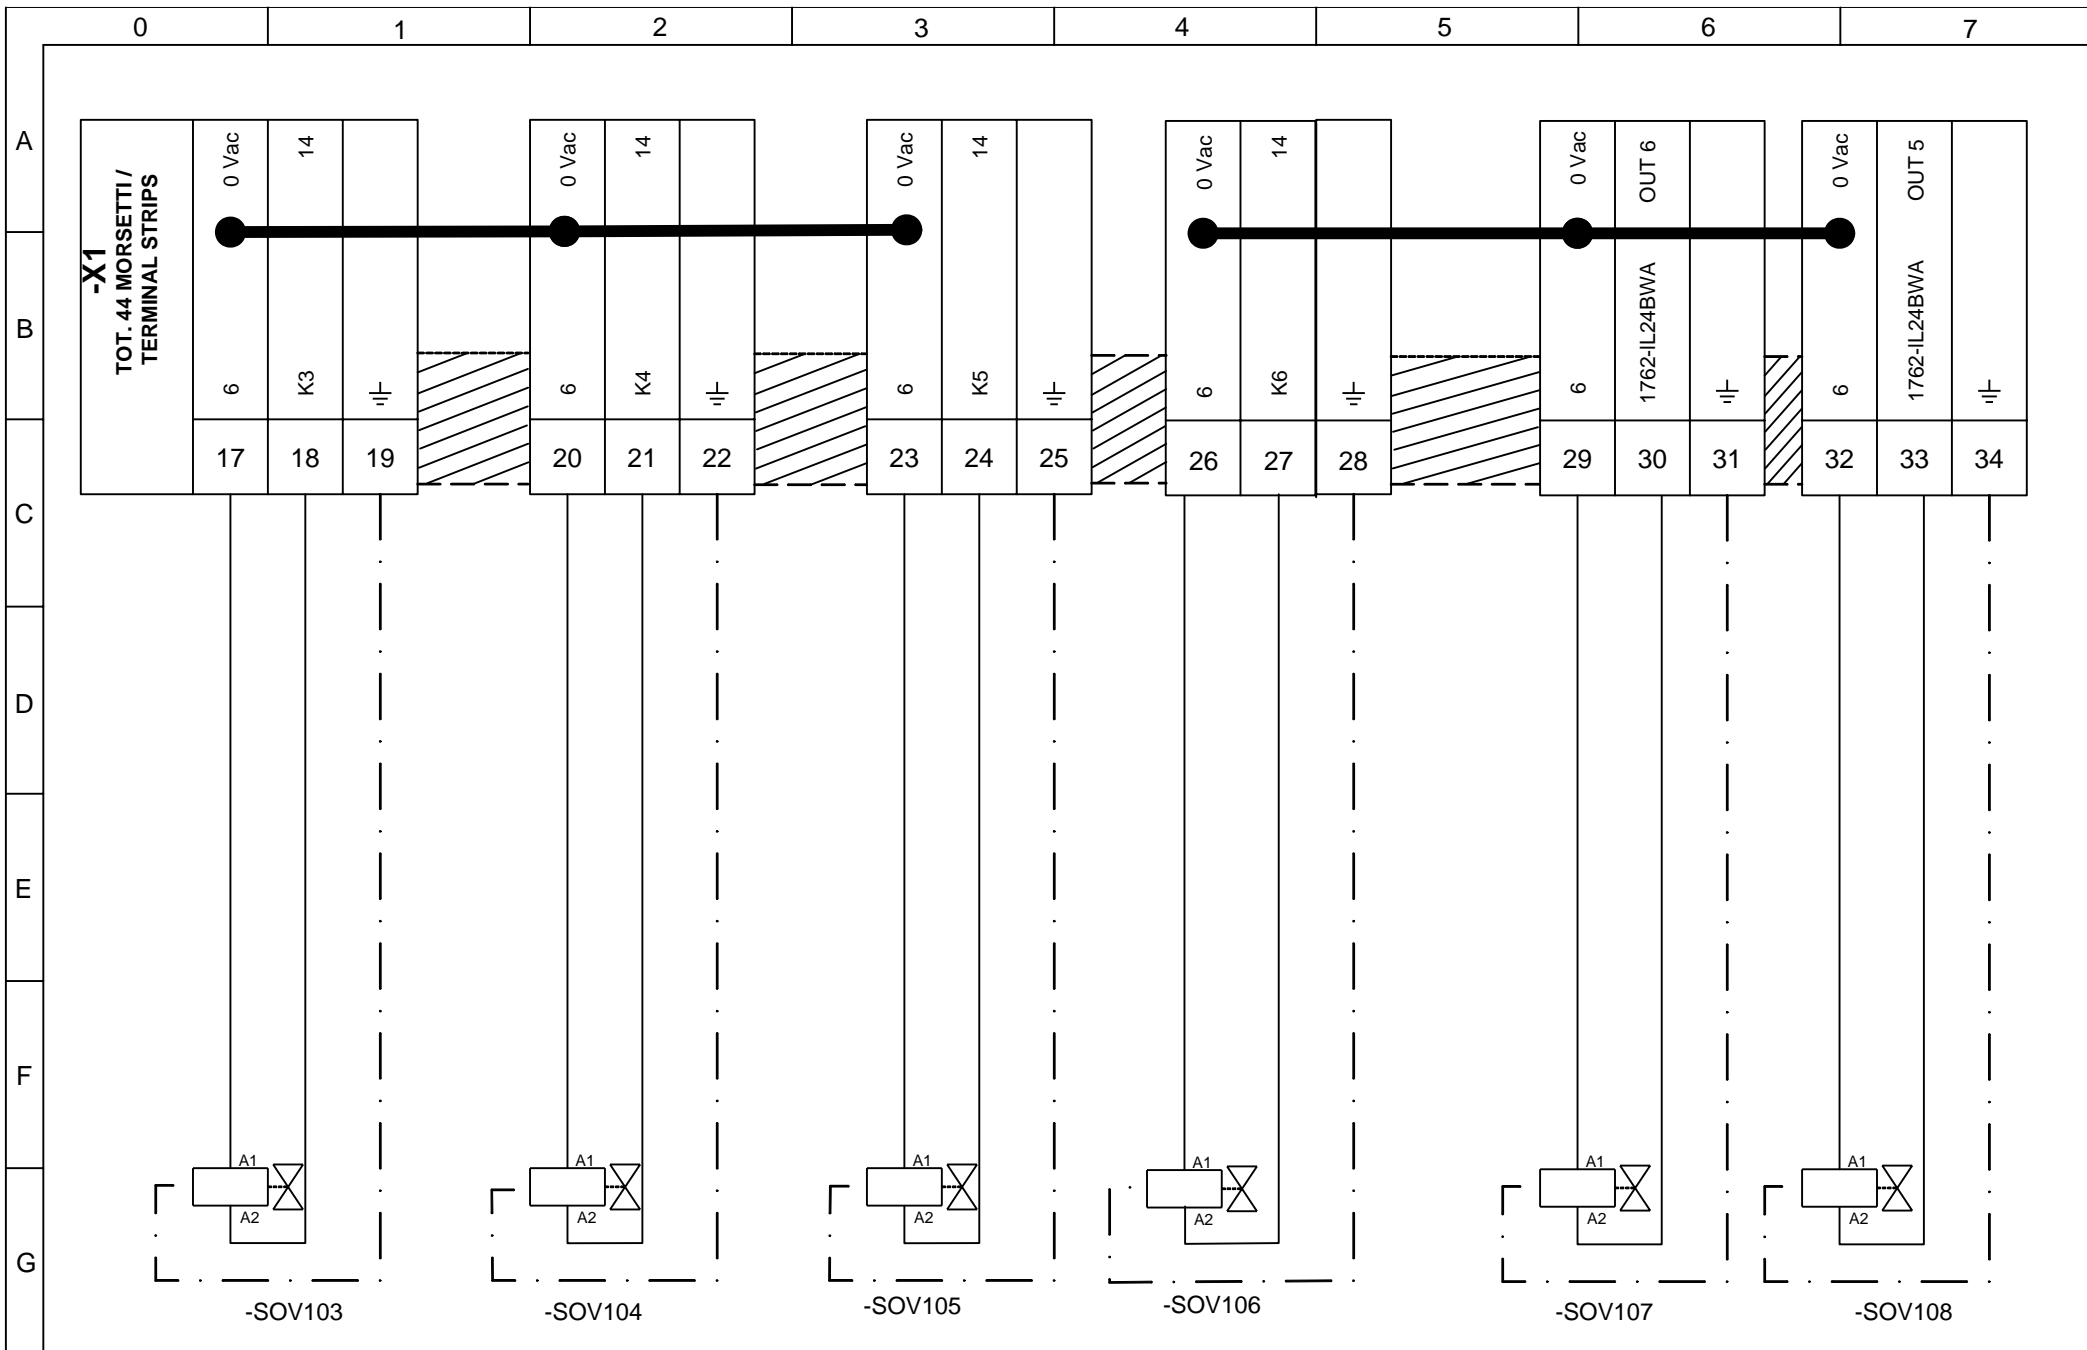 0 1 2 3 4 5 6 7
A
B
C
D
E
F
G
-X1
TOT. 44 MORSETTI /
TERMINAL STRIPS
0 Vac 14 0 Vac 14 0 Vac 14 0 Vac 14 0 Vac OUT 6 0 Vac OUT 5
6 K3 6 K4 6 K5 6 K6 6 1762-IL24BWA 6 1762-IL24BWA
17 18 19 20 21 22 23 24 25 26 27 28 29 30 31 32 33 34
A1 A1 A1 A1 A1 A1
A2 A2 A2 A2 A2 A2
-SOV103 -SOV104 -SOV105 -SOV106 -SOV107 -SOV108